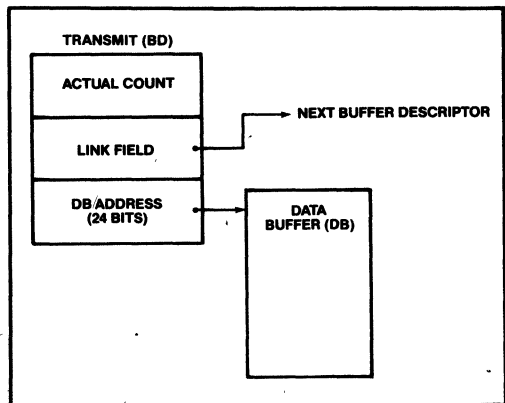 TRANSMIT (BD)
ACTUAL COUNT
LINK FIELD
NEXT BUFFER DESCRIPTOR
DB/ADDRESS
(24 BITS)
DATA
BUFFER (DB)